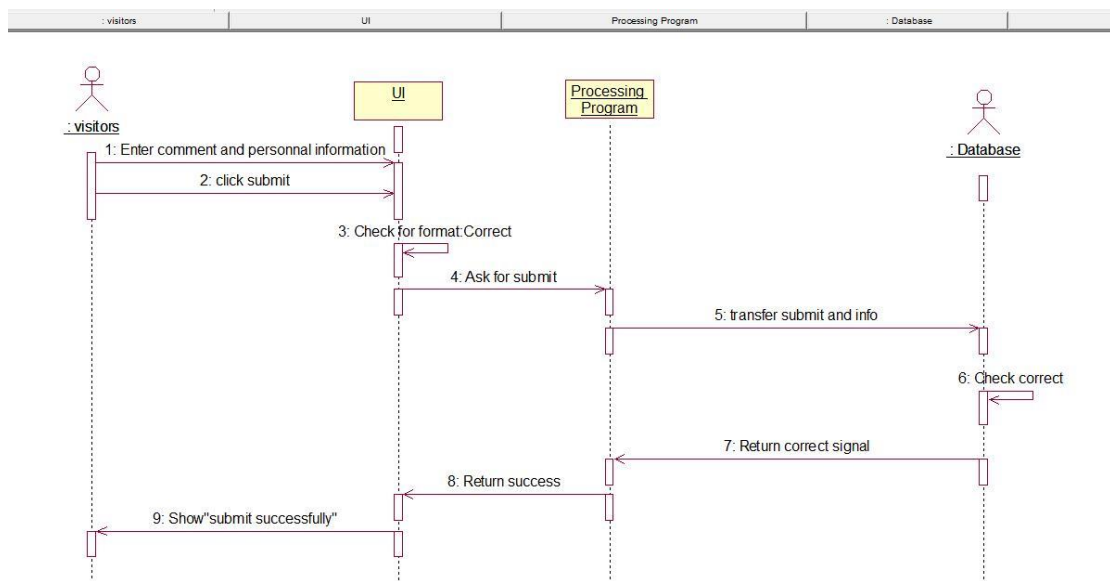 : visitors
UI
Processing Program
: Database
: visitors
UI
Processing
Program
: Database
1: Enter comment and personnal information
2: click submit
3: Check for format:Correct
4: Ask for submit
5: transfer submit and info
6: Check correct
7: Return correct signal
8: Return success
9: Show"submit successfully"